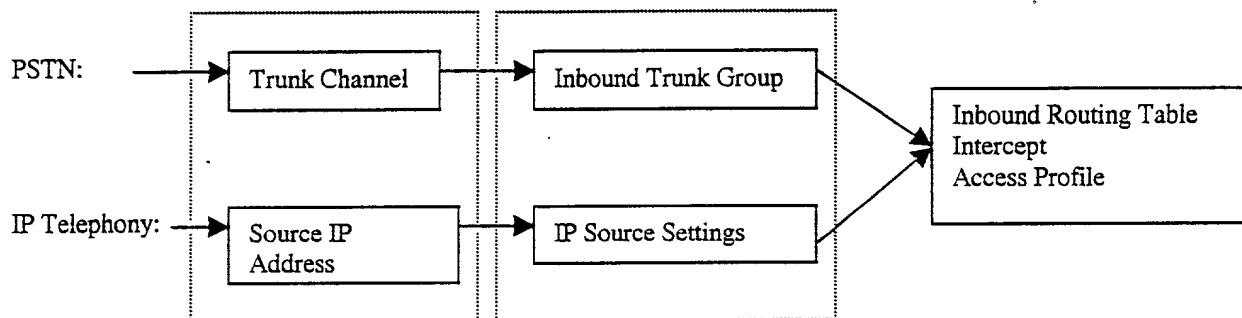 PSTN:
Trunk Channel
Inbound Trunk Group
Inbound Routing Table
Intercept
Access Profile
IP Telephony:
Source IP
Address
IP Source Settings